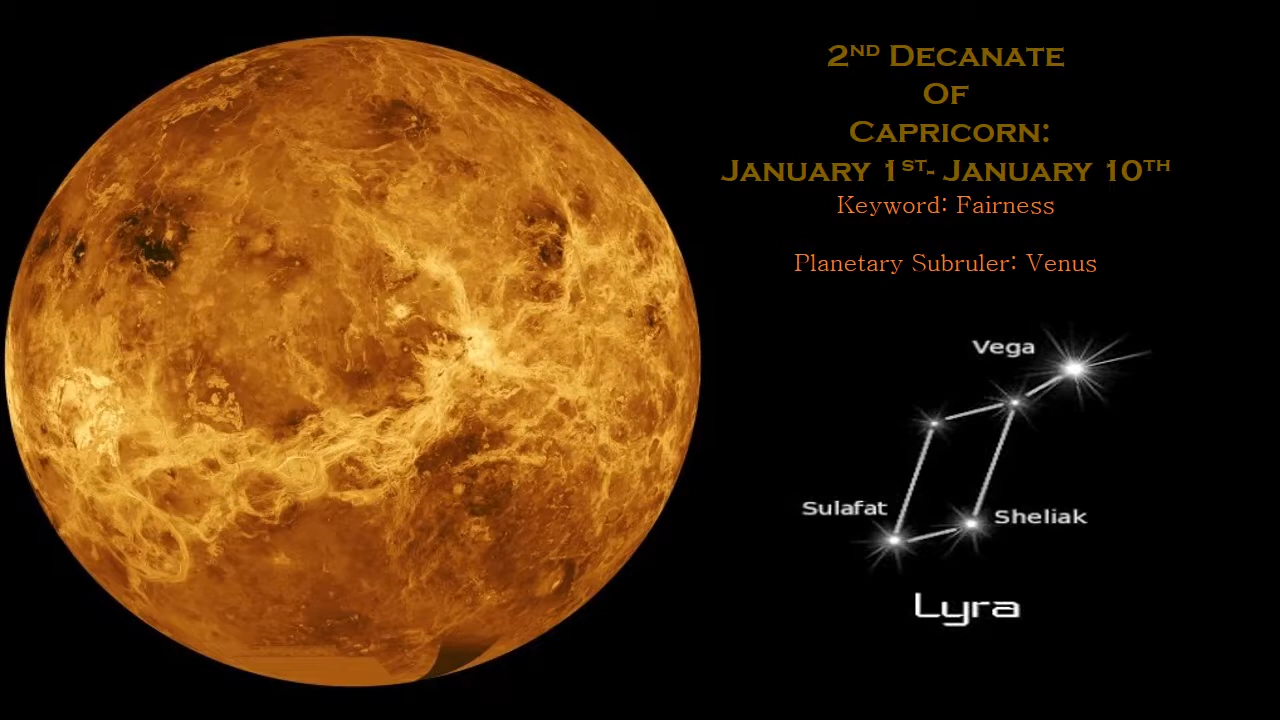 2ND DECANATE
OF
CAPRICORN:
JANUARY 1ST- JANUARY 10TH
Keyword: Fairness
Planetary Subruler: Venus
Vega
Sulafat
Sheliak
Lyra